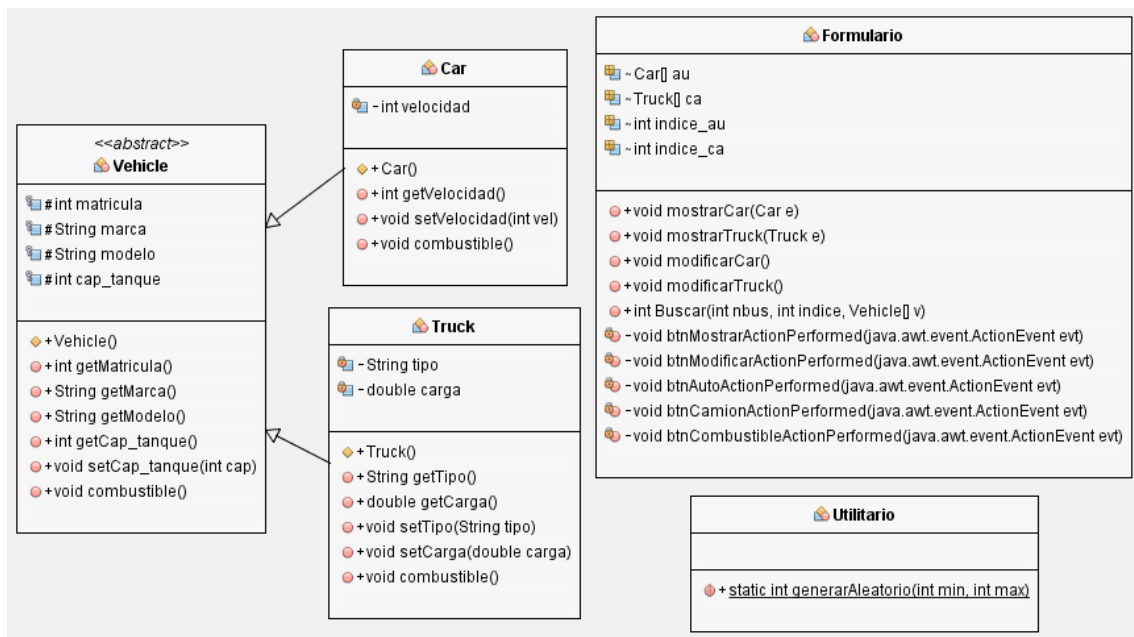 <<abstract>>
Vehicle
#int matricula
#String marca
#String modelo
#int cap_tanque
+Vehicle()
+int getMatricula()
+String getMarca()
+String getModelo()
+int getCap_tanque()
+void setCap_tanque(int cap)
+void combustible()
Car
-int velocidad
+Car()
+int getVelocidad()
+void setVelocidad(int vel)
+void combustible()
Truck
-String tipo
-double carga
+Truck()
+String getTipo()
+double getCarga()
+void setTipo(String tipo)
+void setCarga(double carga)
+void combustible()
Formulario
~Car[] au
~Truck[] ca
~int indice_au
~int indice_ca
+void mostrarCar(Car e)
+void mostrarTruck(Truck e)
+void modificarCar()
+void modificarTruck()
+int Buscar(int nbus, int indice, Vehicle[] v)
-void btnMostrarActionPerformed(java.awt.event.ActionEvent evt)
-void btnModificarActionPerformed(java.awt.event.ActionEvent evt)
-void btnAutoActionPerformed(java.awt.event.ActionEvent evt)
-void btnCamionActionPerformed(java.awt.event.ActionEvent evt)
-void btnCombustibleActionPerformed(java.awt.event.ActionEvent evt)
Utilitario
+static int generarAleatorio(int min, int max)